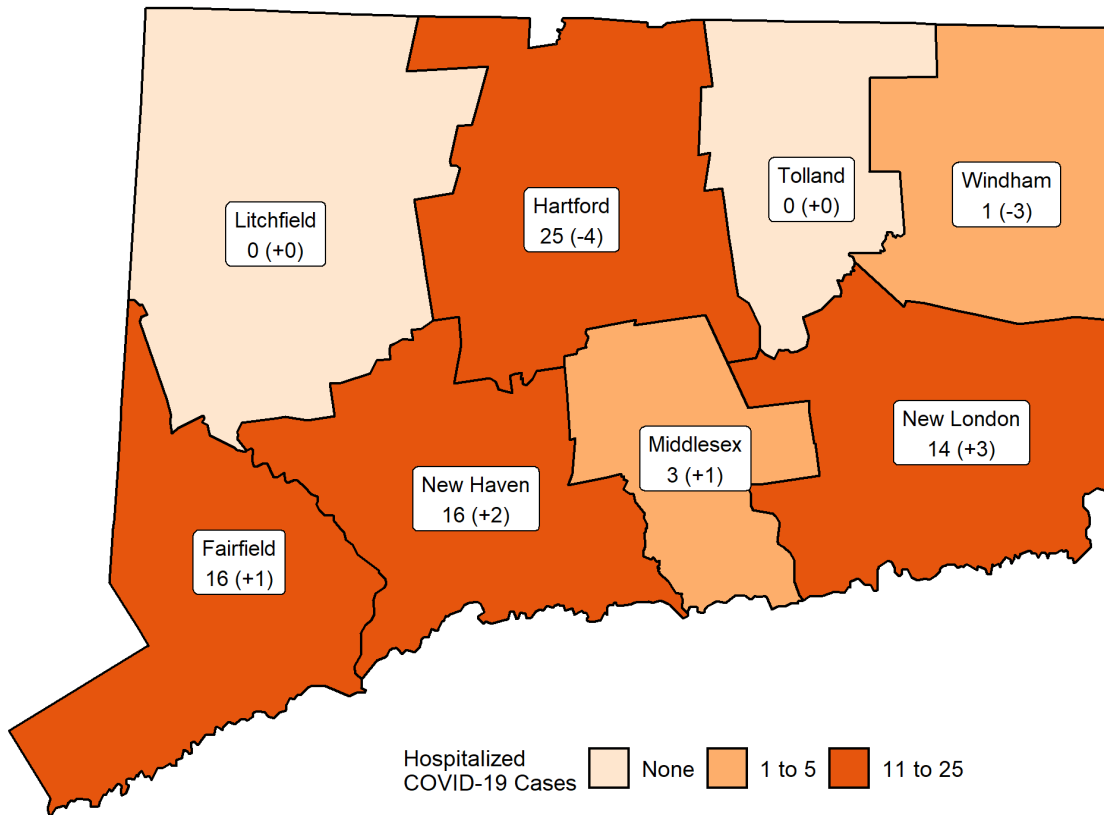 Litchfield
0 (+0)
Hartford
25 (-4)
Tolland
0 (+0)
Windham
1 (-3)
Fairfield
16 (+1)
New Haven
16 (+2)
Middlesex
3 (+1)
New London
14 (+3)
Hospitalized
COVID-19 Cases
None
1 to 5
11 to 25